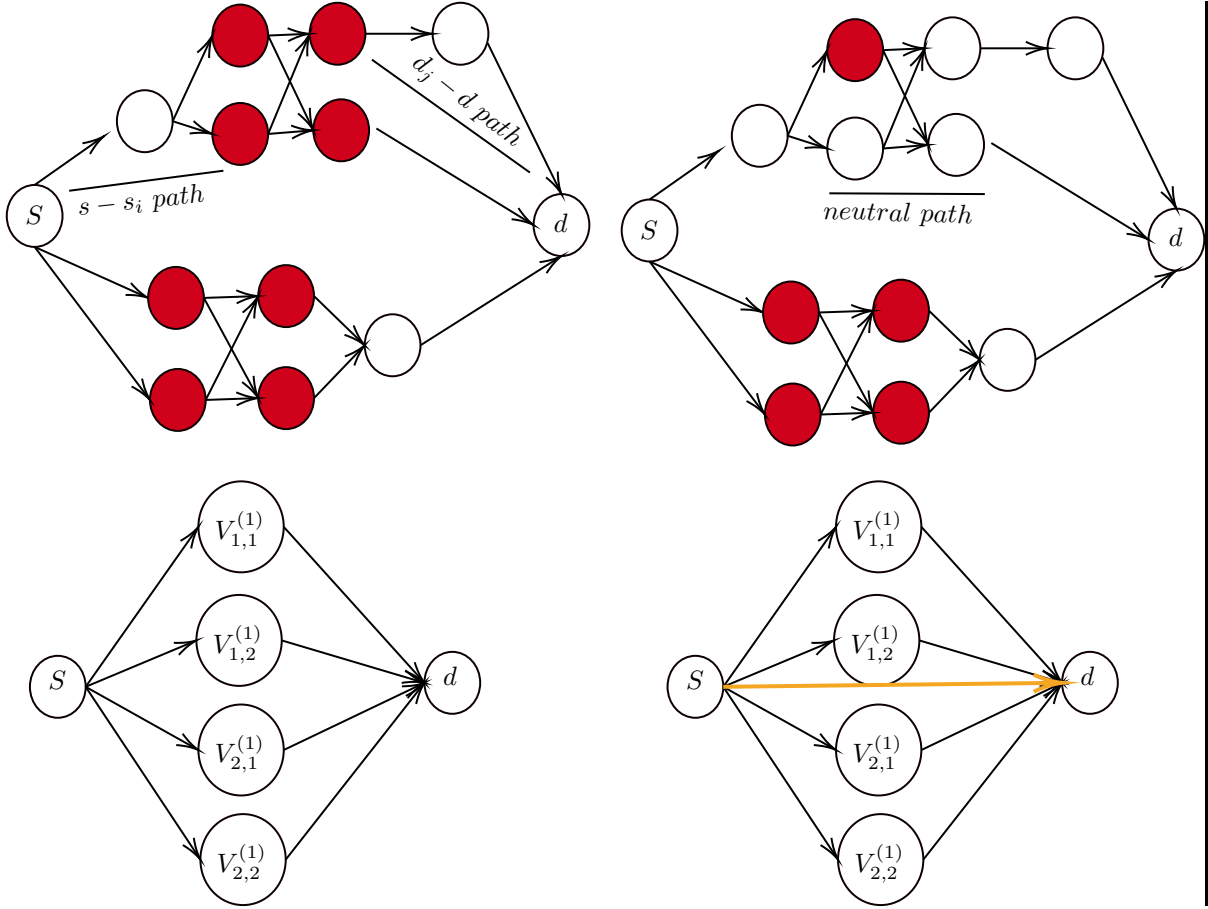 d_j − d path
s − s_i path
S
d
neutral path
S
d
V_{1,1}^{(1)}
V_{1,2}^{(1)}
S
d
V_{2,1}^{(1)}
V_{2,2}^{(1)}
V_{1,1}^{(1)}
V_{1,2}^{(1)}
S
d
V_{2,1}^{(1)}
V_{2,2}^{(1)}